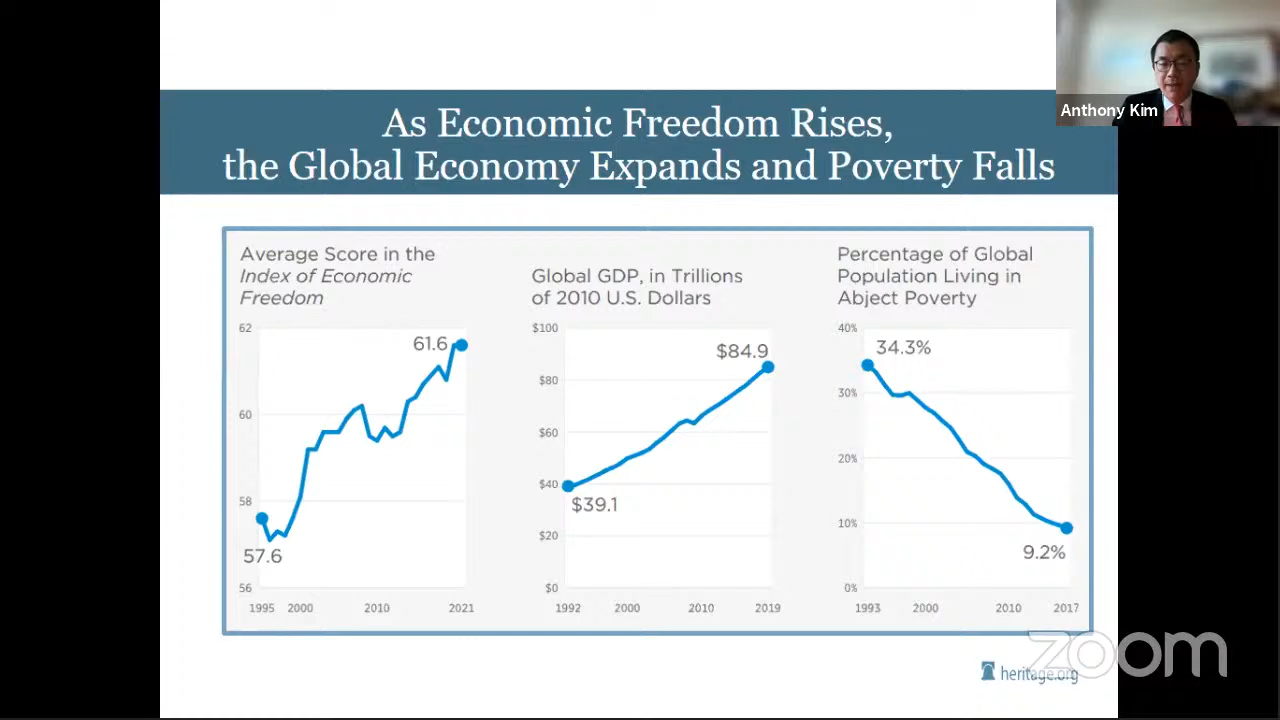 Anthony Kim
As Economic Freedom Rises,
the Global Economy Expands and Poverty Falls
Average Score in the
Index of Economic
Freedom
62
60
58
56
61.6
57.6
1995 2000 2010 2021
Global GDP, in Trillions
of 2010 U.S. Dollars
$100
$80
$60
$40
$20
$0
$84.9
$39.1
1992 2000 2010 2019
Percentage of Global
Population Living in
Abject Poverty
40%
30%
20%
10%
0%
34.3%
9.2%
1993 2000 2010 2017
heritage.org
zoom